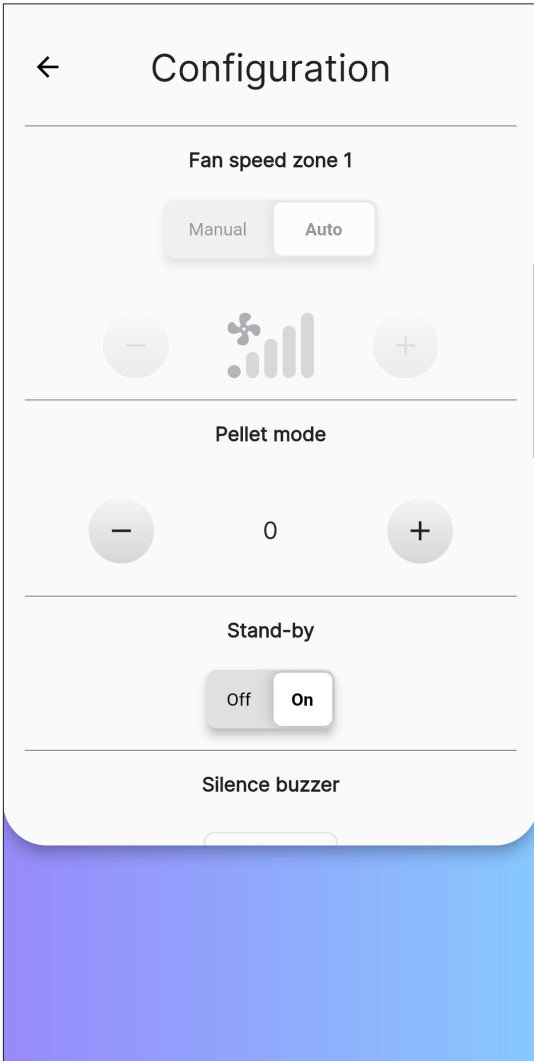 Configuration
Fan speed zone 1
Manual Auto
Pellet mode
− 0 +
Stand-by
Off On
Silence buzzer